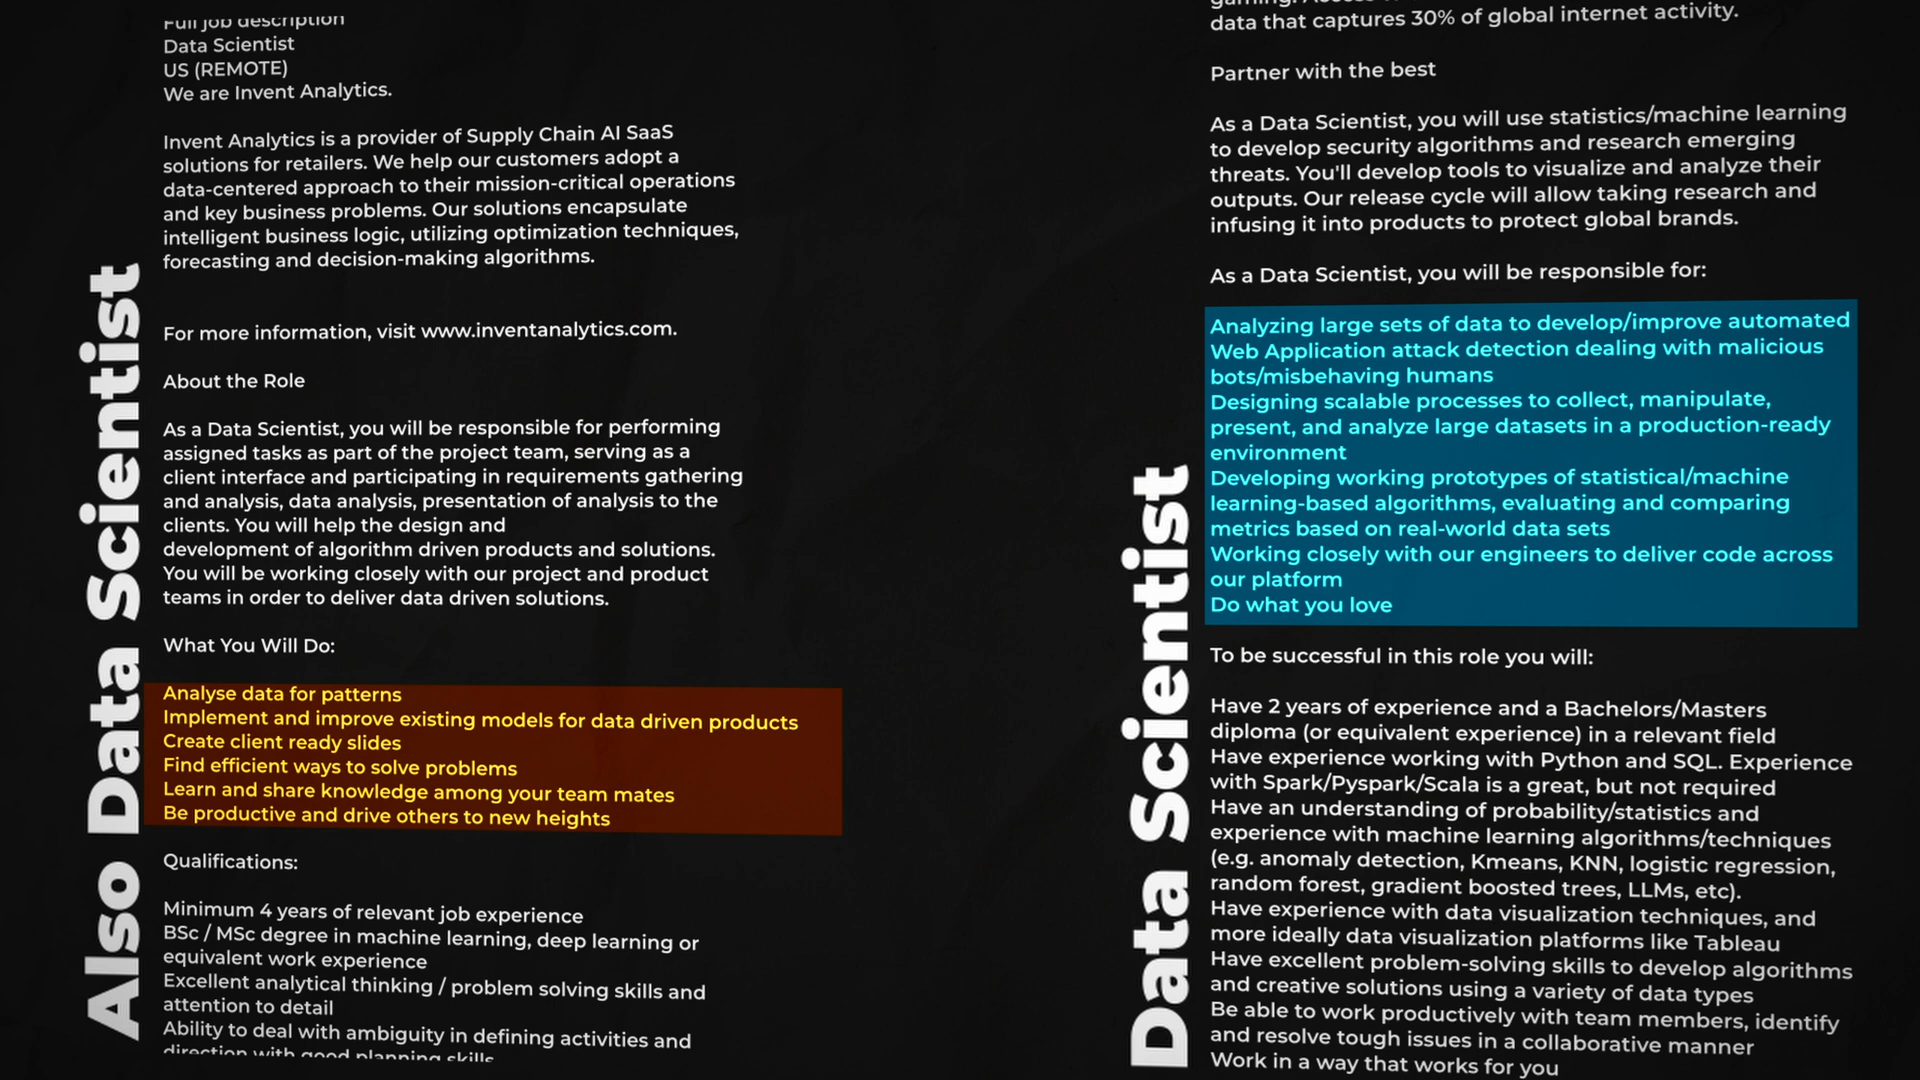 Full job description
Data Scientist
US (REMOTE)
We are Invent Analytics.
Invent Analytics is a provider of Supply Chain AI SaaS
solutions for retailers. We help our customers adopt a
data-centered approach to their mission-critical operations
and key business problems. Our solutions encapsulate
intelligent business logic, utilizing optimization techniques,
forecasting and decision-making algorithms.
For more information, visit www.inventanalytics.com.
About the Role
As a Data Scientist, you will be responsible for performing
assigned tasks as part of the project team, serving as a
client interface and participating in requirements gathering
and analysis, data analysis, presentation of analysis to the
clients. You will help the design and
development of algorithm driven products and solutions.
You will be working closely with our project and product
teams in order to deliver data driven solutions.
What You Will Do:
Analyse data for patterns
Implement and improve existing models for data driven products
Create client ready slides
Find efficient ways to solve problems
Learn and share knowledge among your team mates
Be productive and drive others to new heights
Qualifications:
Minimum 4 years of relevant job experience
BSc / MSc degree in machine learning, deep learning or
equivalent work experience
Excellent analytical thinking / problem solving skills and
attention to detail
Ability to deal with ambiguity in defining activities and
direction with good planning skills
Also Data Scientist
data that captures 30% of global internet activity.
Partner with the best
As a Data Scientist, you will use statistics/machine learning
to develop security algorithms and research emerging
threats. You'll develop tools to visualize and analyze their
outputs. Our release cycle will allow taking research and
infusing it into products to protect global brands.
As a Data Scientist, you will be responsible for:
Analyzing large sets of data to develop/improve automated
Web Application attack detection dealing with malicious
bots/misbehaving humans
Designing scalable processes to collect, manipulate,
present, and analyze large datasets in a production-ready
environment
Developing working prototypes of statistical/machine
learning-based algorithms, evaluating and comparing
metrics based on real-world data sets
Working closely with our engineers to deliver code across
our platform
Do what you love
To be successful in this role you will:
Have 2 years of experience and a Bachelors/Masters
diploma (or equivalent experience) in a relevant field
Have experience working with Python and SQL. Experience
with Spark/Pyspark/Scala is a great, but not required
Have an understanding of probability/statistics and
experience with machine learning algorithms/techniques
(e.g. anomaly detection, Kmeans, KNN, logistic regression,
random forest, gradient boosted trees, LLMs, etc).
Have experience with data visualization techniques, and
more ideally data visualization platforms like Tableau
Have excellent problem-solving skills to develop algorithms
and creative solutions using a variety of data types
Be able to work productively with team members, identify
and resolve tough issues in a collaborative manner
Work in a way that works for you
Data Scientist